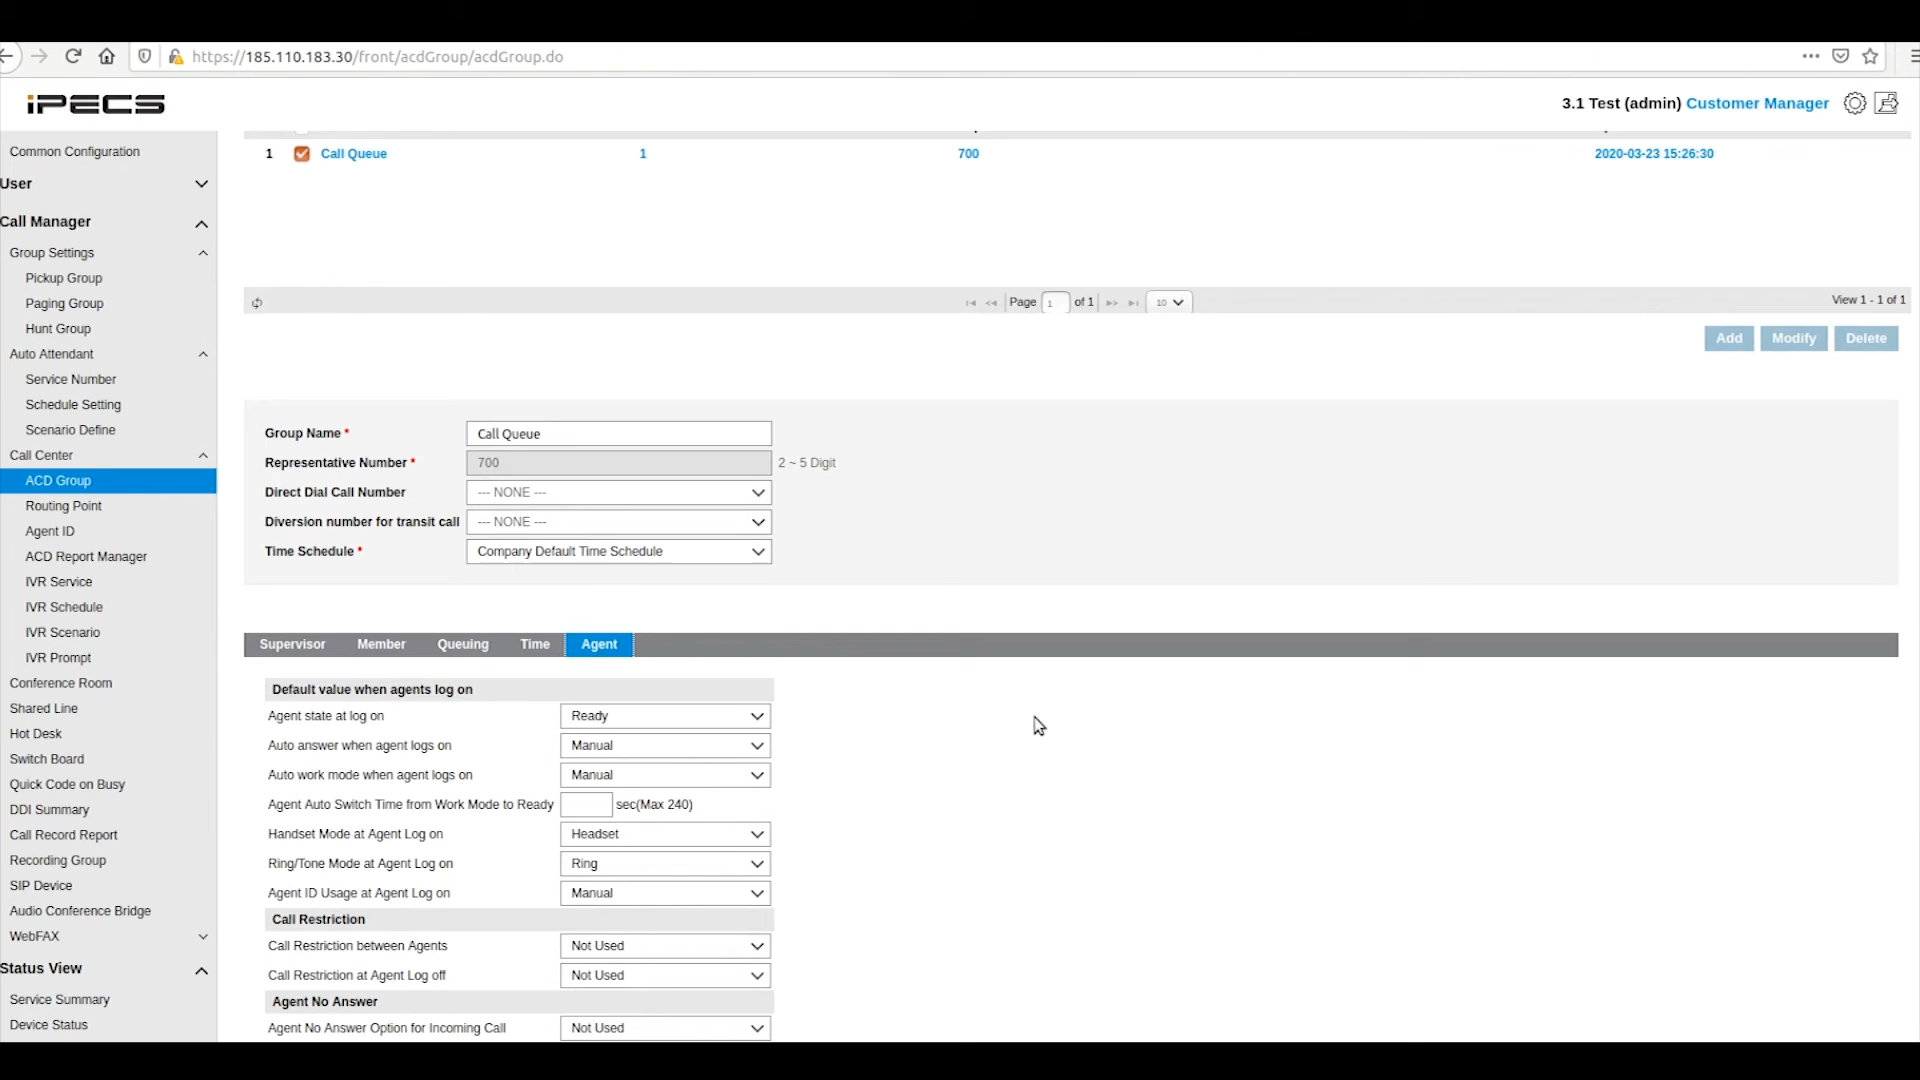 https://185.110.183.30/front/acdGroup/acdGroup.do
iPECS
3.1 Test (admin) Customer Manager
Common Configuration
User
Call Manager
Group Settings
Pickup Group
Paging Group
Hunt Group
Auto Attendant
Service Number
Schedule Setting
Scenario Define
Call Center
ACD Group
Routing Point
Agent ID
ACD Report Manager
IVR Service
IVR Schedule
IVR Scenario
IVR Prompt
Conference Room
Shared Line
Hot Desk
Switch Board
Quick Code on Busy
DDI Summary
Call Record Report
Recording Group
SIP Device
Audio Conference Bridge
WebFAX
Status View
Service Summary
Device Status
1 Call Queue 1 700 2020-03-23 15:26:30
Page 1 of 1 10 View 1 - 1 of 1
Add Modify Delete
Group Name * Call Queue
Representative Number * 700 2 ~ 5 Digit
Direct Dial Call Number --- NONE ---
Diversion number for transit call --- NONE ---
Time Schedule * Company Default Time Schedule
Supervisor Member Queuing Time Agent
Default value when agents log on
Agent state at log on Ready
Auto answer when agent logs on Manual
Auto work mode when agent logs on Manual
Agent Auto Switch Time from Work Mode to Ready sec(Max 240)
Handset Mode at Agent Log on Headset
Ring/Tone Mode at Agent Log on Ring
Agent ID Usage at Agent Log on Manual
Call Restriction
Call Restriction between Agents Not Used
Call Restriction at Agent Log off Not Used
Agent No Answer
Agent No Answer Option for Incoming Call Not Used